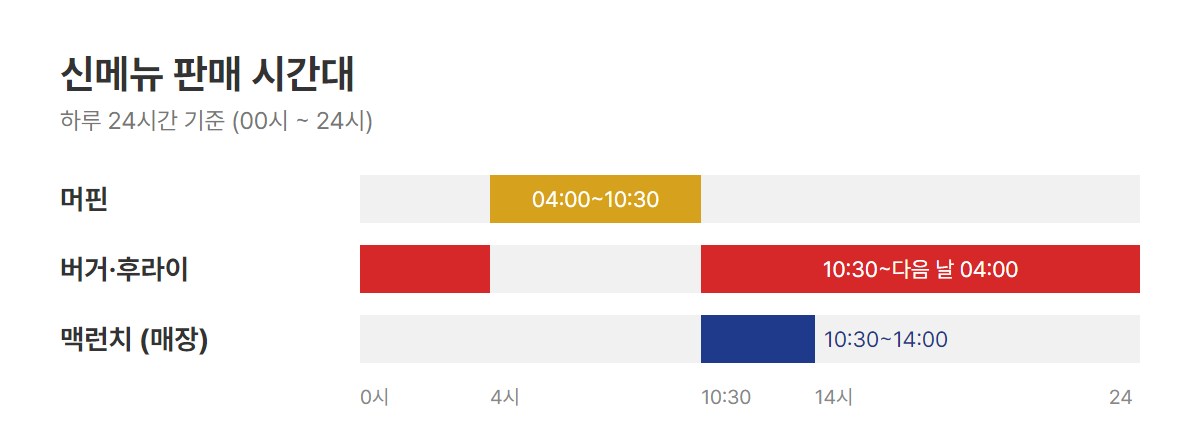 신메뉴 판매 시간대
하루 24시간 기준 (00시 ~ 24시)
머핀
04:00~10:30
버거·후라이
10:30~다음 날 04:00
맥런치 (매장)
10:30~14:00
0시
4시
10:30
14시
24